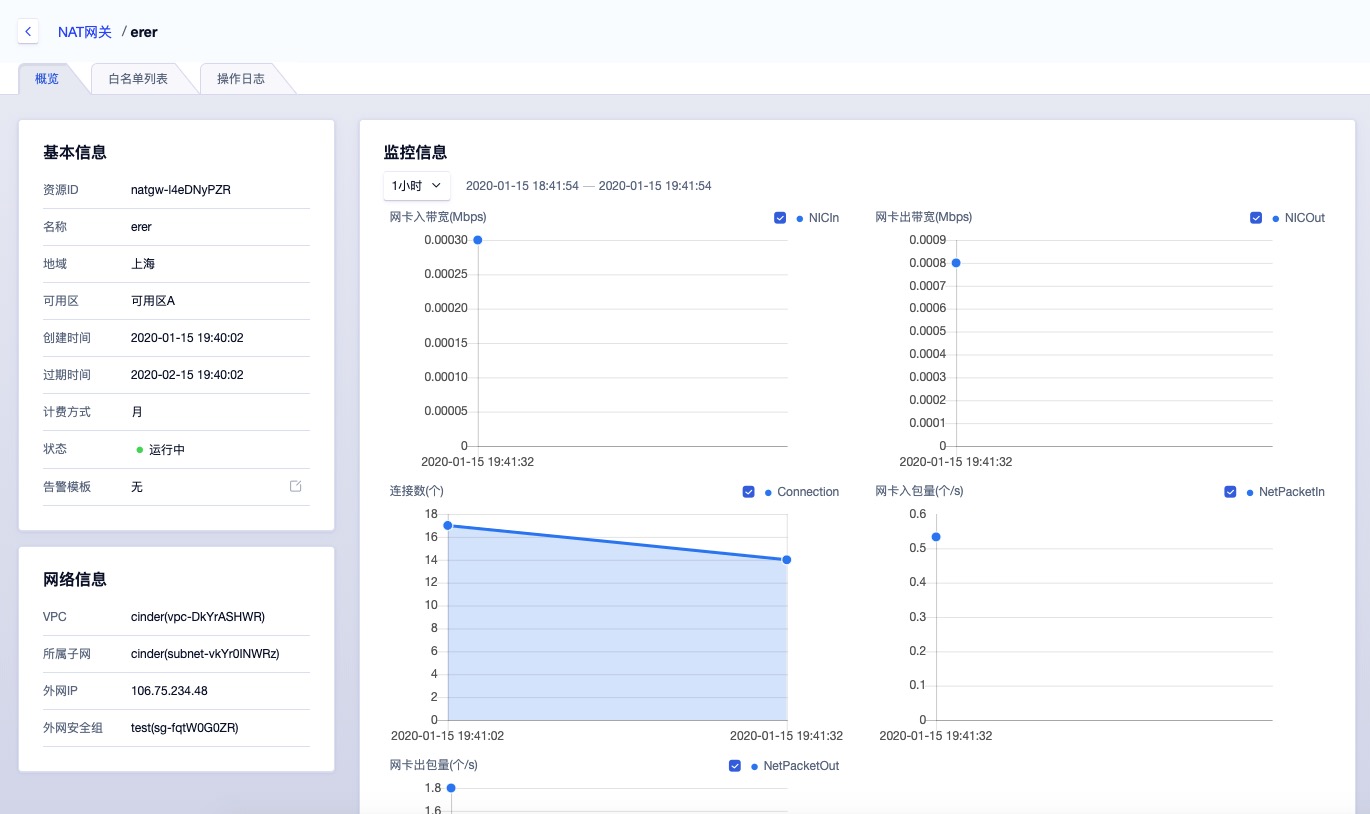 NAT网关 / erer
概览 白名单列表 操作日志
基本信息
资源ID natgw-l4eDNyPZR
名称 erer
地域 上海
可用区 可用区A
创建时间 2020-01-15 19:40:02
过期时间 2020-02-15 19:40:02
计费方式 月
状态 运行中
告警模板 无
网络信息
VPC cinder(vpc-DkYrASHWR)
所属子网 cinder(subnet-vkYr0INWRz)
外网IP 106.75.234.48
外网安全组 test(sg-fqtW0G0ZR)
监控信息
1小时 2020-01-15 18:41:54 — 2020-01-15 19:41:54
网卡入带宽(Mbps) NICIn
0.00030
0.00025
0.00020
0.00015
0.00010
0.00005
0
2020-01-15 19:41:32
网卡出带宽(Mbps) NICOut
0.0009
0.0008
0.0007
0.0006
0.0005
0.0004
0.0003
0.0002
0.0001
0
2020-01-15 19:41:32
连接数(个) Connection
18
16
14
12
10
8
6
4
2
0
2020-01-15 19:41:02 2020-01-15 19:41:32
网卡入包量(个/s) NetPacketIn
0.6
0.5
0.4
0.3
0.2
0.1
0
2020-01-15 19:41:32
网卡出包量(个/s) NetPacketOut
1.8
1.6